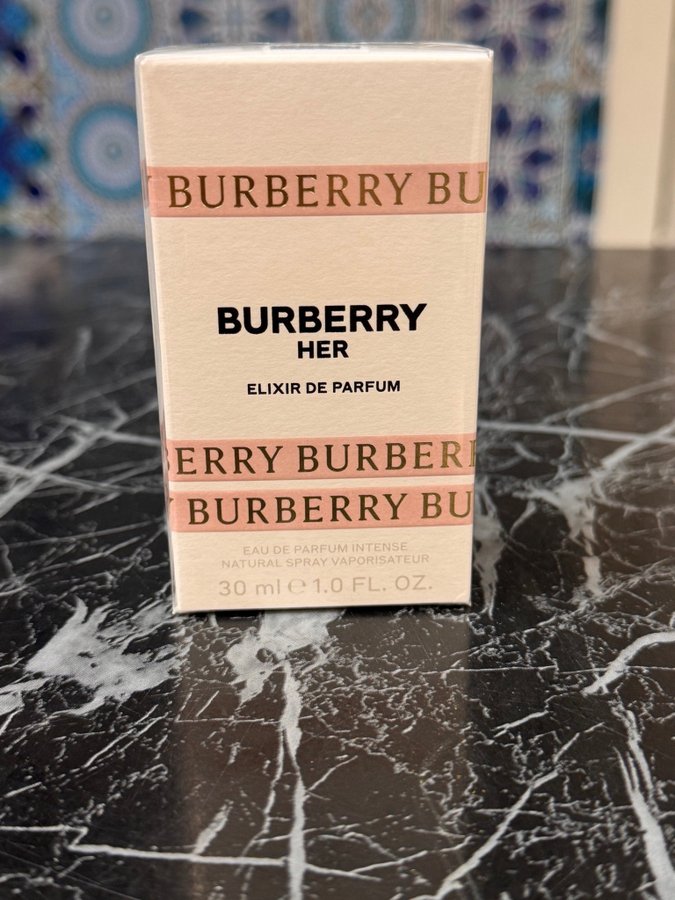 BURBERRY BU
BURBERRY
HER
ELIXIR DE PARFUM
BERRY BURBER
BURBERRY BU
EAU DE PARFUM INTENSE
NATURAL SPRAY VAPORISATEUR
30 ml ℮ 1.0 FL. OZ.